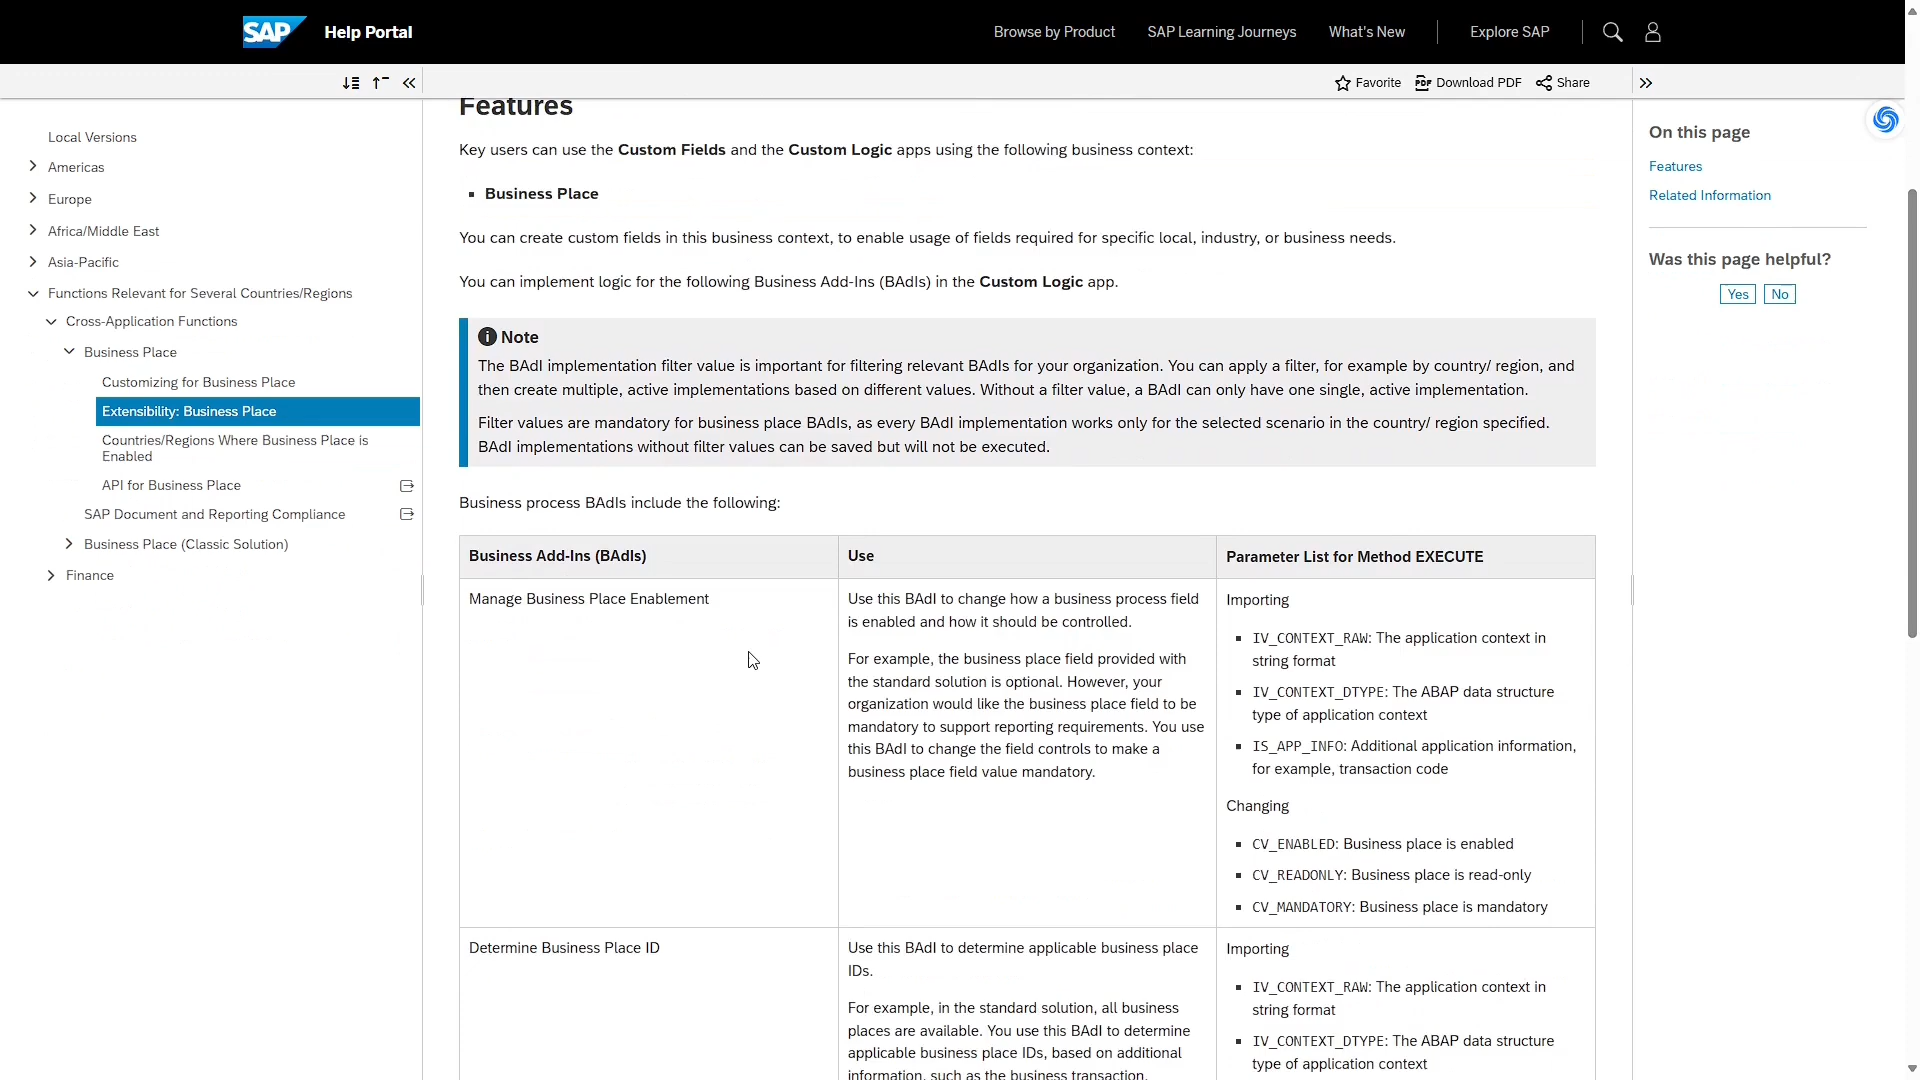 SAP Help Portal
Browse by Product
SAP Learning Journeys
What's New
Explore SAP
Favorite
PDF Download PDF
Share
Local Versions
Americas
Europe
Africa/Middle East
Asia-Pacific
Functions Relevant for Several Countries/Regions
Cross-Application Functions
Business Place
Customizing for Business Place
Extensibility: Business Place
Countries/Regions Where Business Place is
Enabled
API for Business Place
SAP Document and Reporting Compliance
Business Place (Classic Solution)
Finance
Features
Key users can use the Custom Fields and the Custom Logic apps using the following business context:
Business Place
You can create custom fields in this business context, to enable usage of fields required for specific local, industry, or business needs.
You can implement logic for the following Business Add-Ins (BAdIs) in the Custom Logic app.
Note
The BAdI implementation filter value is important for filtering relevant BAdIs for your organization. You can apply a filter, for example by country/ region, and
then create multiple, active implementations based on different values. Without a filter value, a BAdI can only have one single, active implementation.
Filter values are mandatory for business place BAdIs, as every BAdI implementation works only for the selected scenario in the country/ region specified.
BAdI implementations without filter values can be saved but will not be executed.
Business process BAdIs include the following:
Business Add-Ins (BAdIs)
Use
Parameter List for Method EXECUTE
Manage Business Place Enablement
Use this BAdI to change how a business process field
is enabled and how it should be controlled.
For example, the business place field provided with
the standard solution is optional. However, your
organization would like the business place field to be
mandatory to support reporting requirements. You use
this BAdI to change the field controls to make a
business place field value mandatory.
Importing
IV_CONTEXT_RAW: The application context in
string format
IV_CONTEXT_DTYPE: The ABAP data structure
type of application context
IS_APP_INFO: Additional application information,
for example, transaction code
Changing
CV_ENABLED: Business place is enabled
CV_READONLY: Business place is read-only
CV_MANDATORY: Business place is mandatory
Determine Business Place ID
Use this BAdI to determine applicable business place
IDs.
For example, in the standard solution, all business
places are available. You use this BAdI to determine
applicable business place IDs, based on additional
information, such as the business transaction.
Importing
IV_CONTEXT_RAW: The application context in
string format
IV_CONTEXT_DTYPE: The ABAP data structure
type of application context
On this page
Features
Related Information
Was this page helpful?
Yes
No